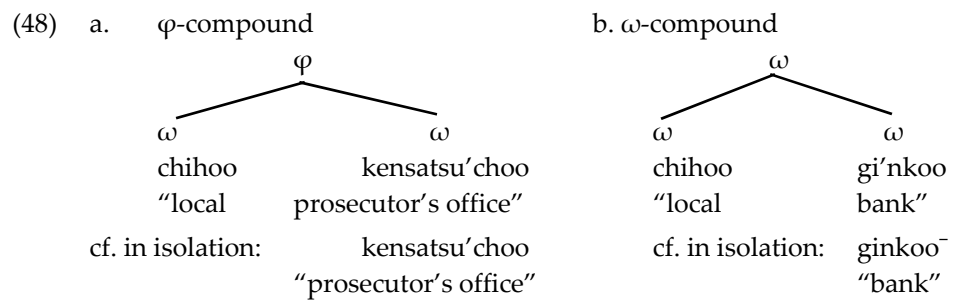 (48) a. φ-compound b. ω-compound
φ ω
ω ω ω ω
chihoo kensatsu’choo chihoo gi’nkoo
“local prosecutor’s office” “local bank”
cf. in isolation: kensatsu’choo cf. in isolation: ginkoo¯
“prosecutor’s office” “bank”